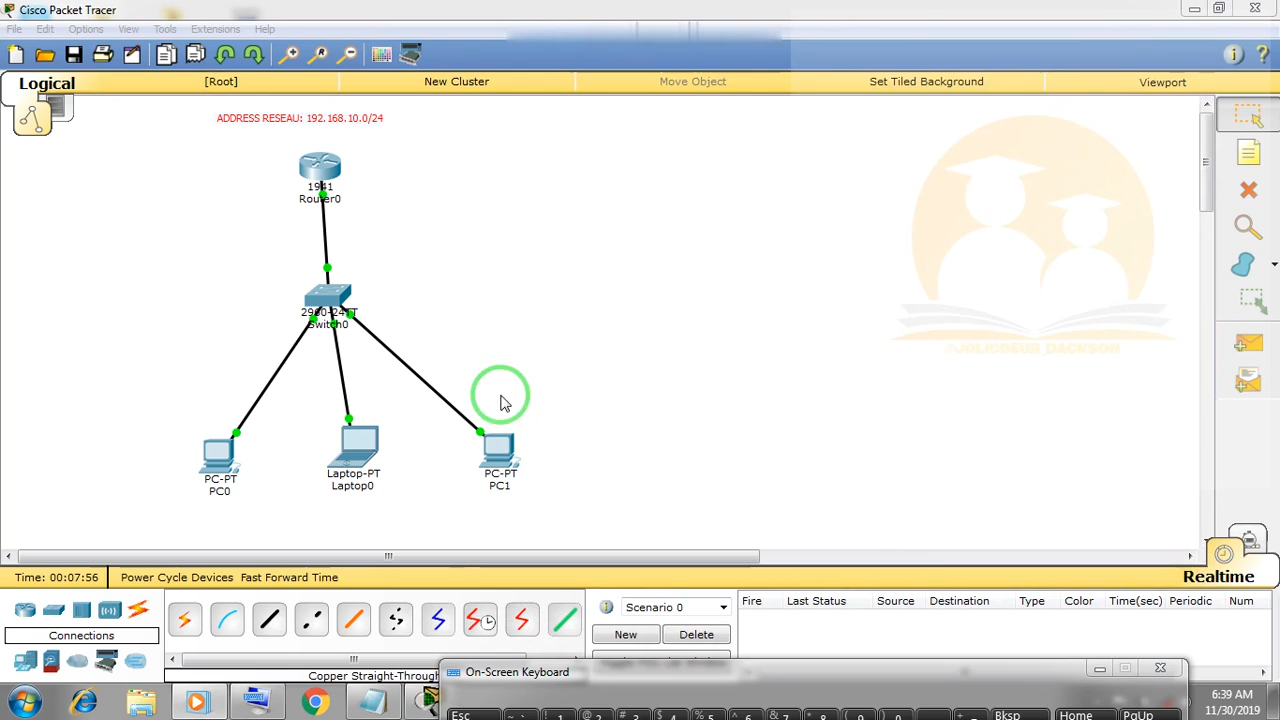 Cisco Packet Tracer
File Edit Options View Tools Extensions Help
Logical [Root] New Cluster Move Object Set Tiled Background Viewport
ADDRESS RESEAU: 192.168.10.0/24
1941
Router0
2960-24TT
Switch0
PC-PT
PC0
Laptop-PT
Laptop0
PC-PT
PC1
@JOLICOEUR_DACKSON
Realtime
Time: 00:07:56 Power Cycle Devices Fast Forward Time
Connections
Copper Straight-Through
Scenario 0
New Delete
Fire Last Status Source Destination Type Color Time(sec) Periodic Num
On-Screen Keyboard
Esc Bksp Home PgUp
6:39 AM
11/30/2019